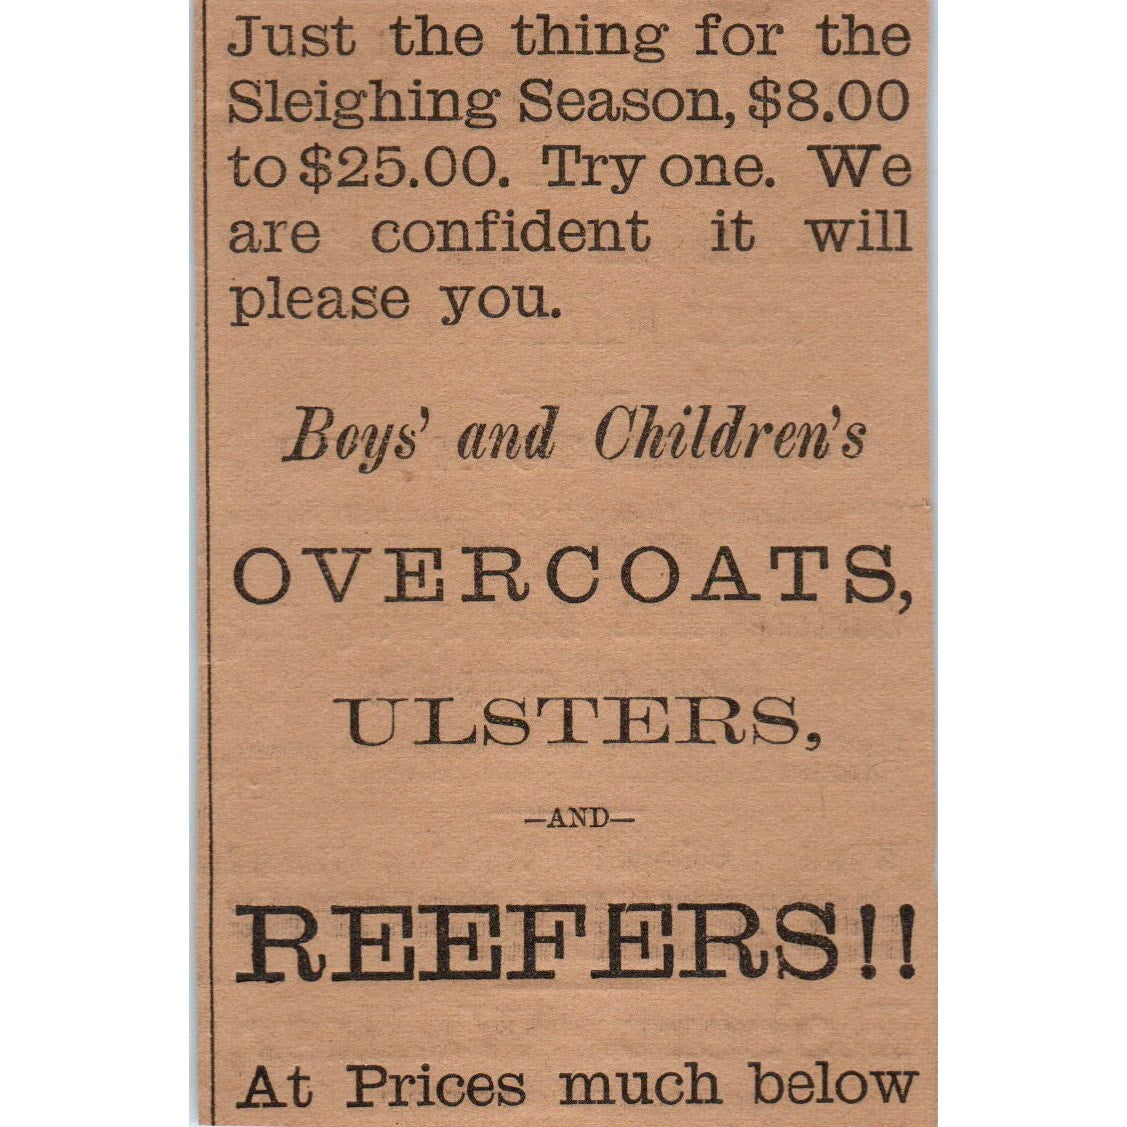 Just the thing for the
Sleighing Season, $8.00
to $25.00. Try one. We
are confident it will
please you.
Boys' and Children's
OVERCOATS,
ULSTERS,
—AND—
REEFERS!!
At Prices much below